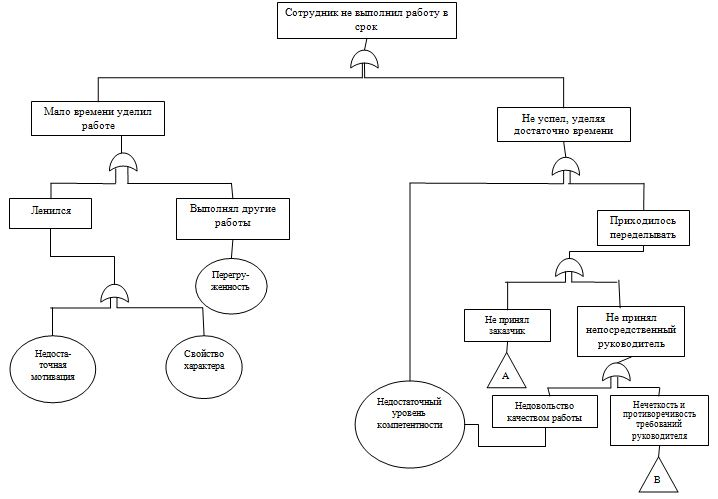 Сотрудник не выполнил работу в
срок
Мало времени уделил
работе
Не успел, уделяя
достаточно времени
Ленился
Выполнял другие
работы
Приходилось
переделывать
Перегру-
женность
Не принял
заказчик
Не принял
непосредственный
руководитель
Недоста-
точная
мотивация
Свойство
характера
А
Недостаточный
уровень
компетентности
Недовольство
качеством работы
Нечеткость и
противоречивость
требований
руководителя
В